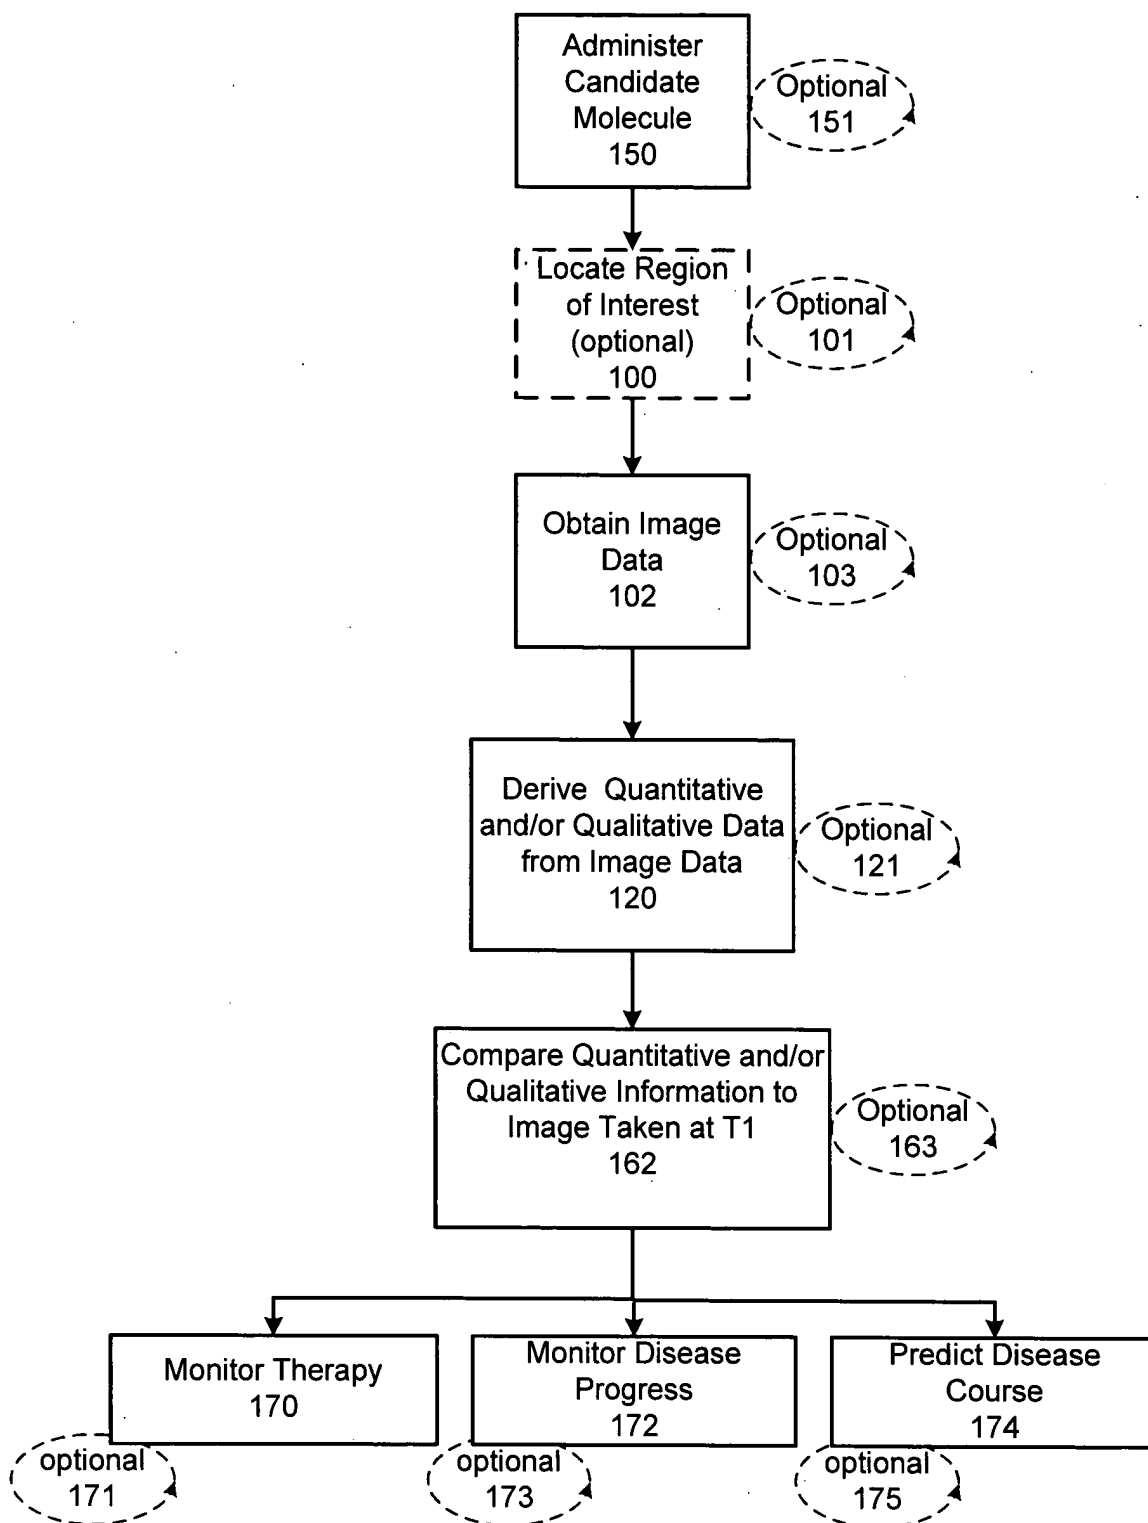 Administer
Candidate
Molecule
150
Optional
151
Locate Region
of Interest
(optional)
100
Optional
101
Obtain Image
Data
102
Optional
103
Derive Quantitative
and/or Qualitative Data
from Image Data
120
Optional
121
Compare Quantitative and/or
Qualitative Information to
Image Taken at T1
162
Optional
163
Monitor Therapy
170
optional
171
Monitor Disease
Progress
172
optional
173
Predict Disease
Course
174
optional
175